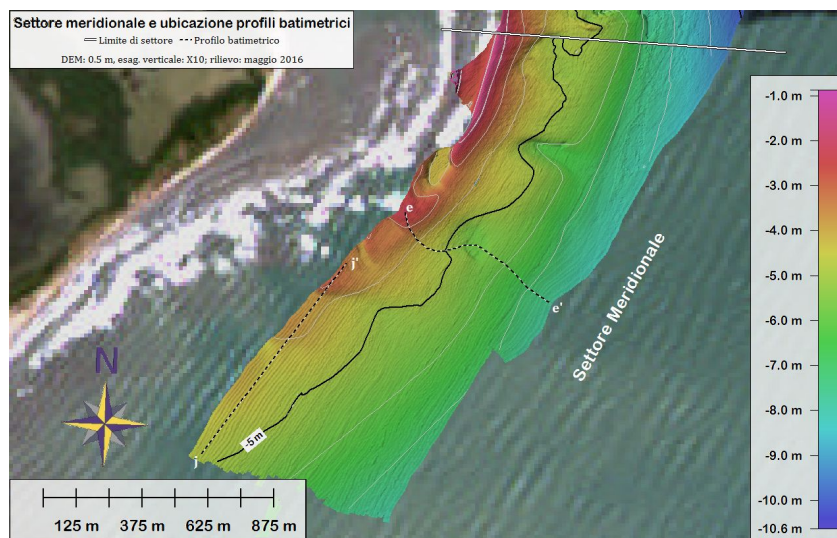 Settore meridionale e ubicazione profili batimetrici
Limite di settore Profilo batimetrico
DEM: 0.5 m, esag. verticale: X10; rilievo: maggio 2016
-1.0 m
-2.0 m
-3.0 m
-4.0 m
-5.0 m
-6.0 m
-7.0 m
-8.0 m
-9.0 m
-10.0 m
-10.6 m
e
j'
e'
Settore Meridionale
N
-5 m
j
125 m 375 m 625 m 875 m